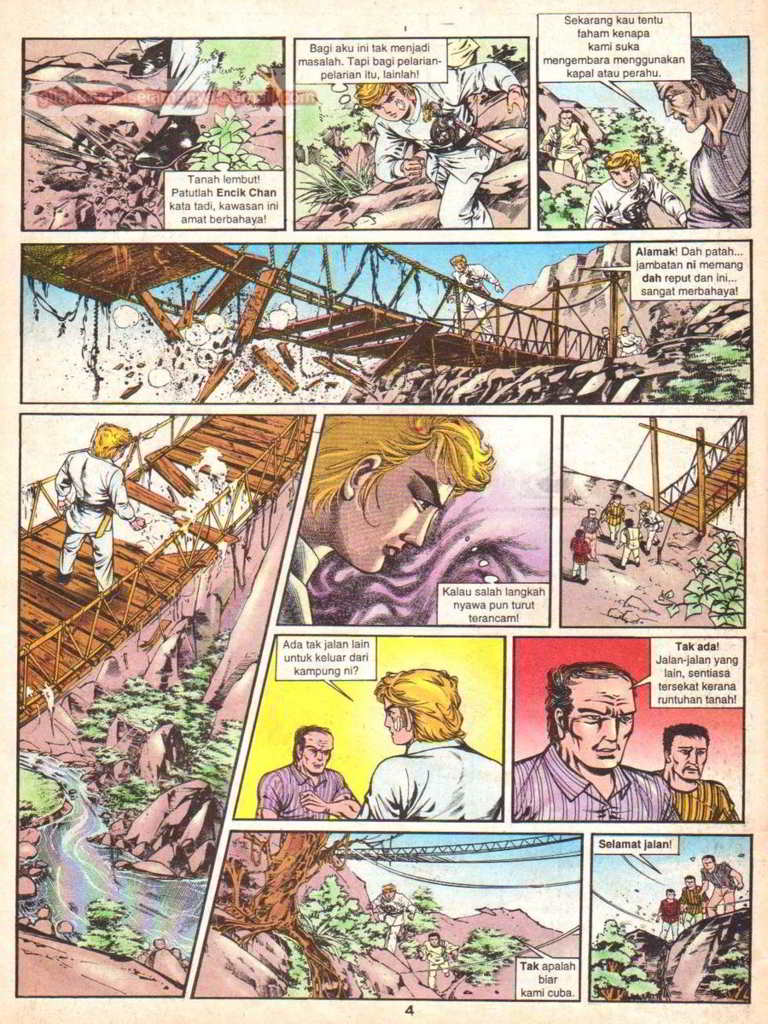 Tanah lembut!
Patutlah Encik Chan
kata tadi, kawasan ini
amat berbahaya!
Bagi aku ini tak menjadi
masalah. Tapi bagi pelarian-
pelarian itu, lainlah!
Sekarang kau tentu
faham kenapa
kami suka
mengembara menggunakan
kapal atau perahu.
Alamak! Dah patah...
jambatan ni memang
dah reput dan ini...
sangat merbahaya!
Kalau salah langkah
nyawa pun turut
terancam!
Ada tak jalan lain
untuk keluar dari
kampung ni?
Tak ada!
Jalan-jalan yang
lain, sentiasa
tersekat kerana
runtuhan tanah!
Tak apalah
biar
kami cuba.
Selamat jalan!
4